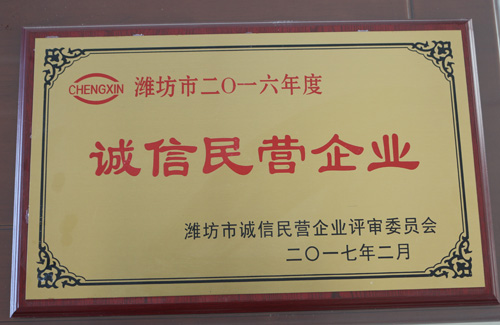 CHENGXIN 潍坊市二〇一六年度
诚信民营企业
潍坊市诚信民营企业评审委员会
二〇一七年二月